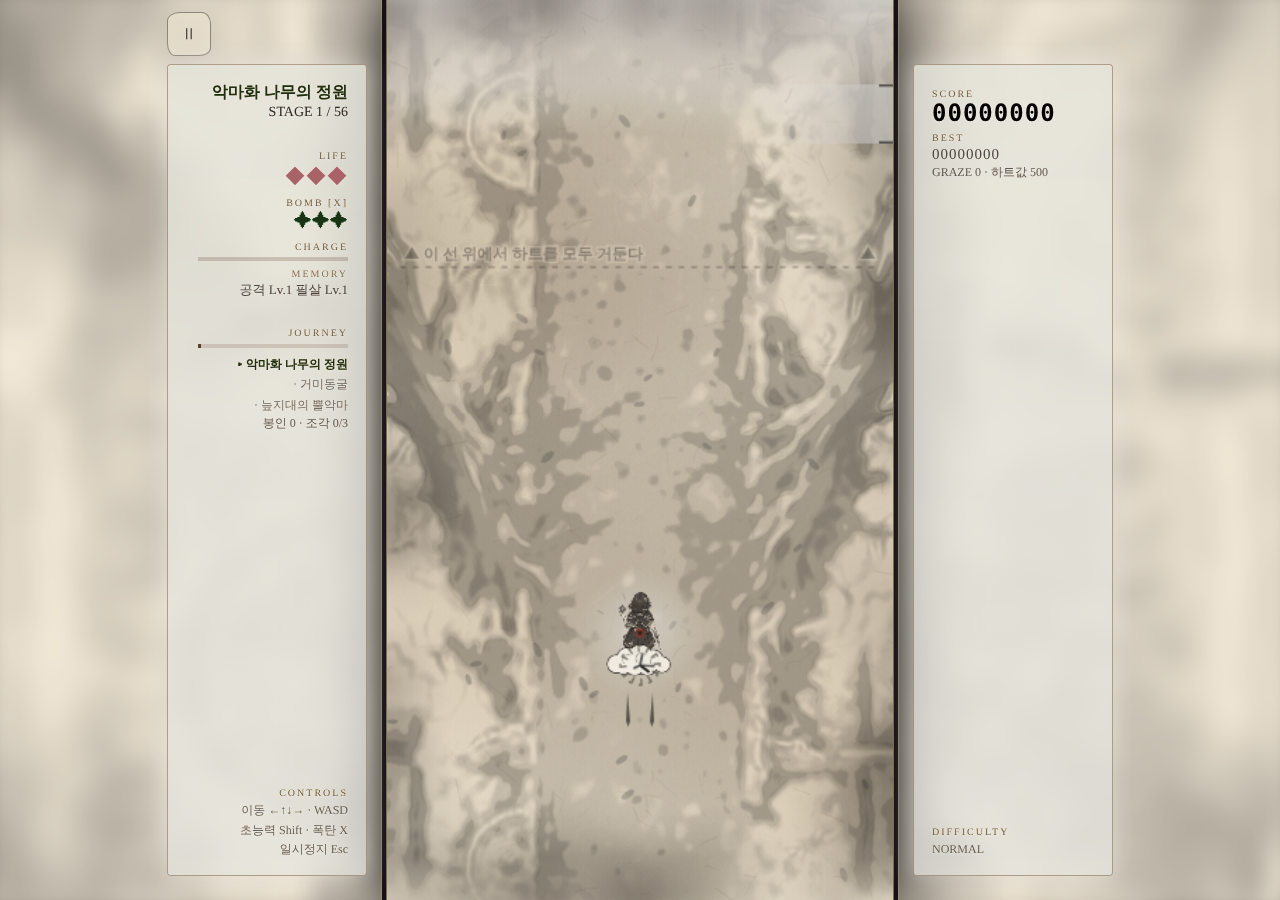 악마화 나무의 정원
STAGE 1 / 56
LIFE
BOMB [X]
CHARGE
MEMORY
공격 Lv.1 필살 Lv.1
JOURNEY
▸ 악마화 나무의 정원
· 거미동굴
· 늪지대의 뿔악마
봉인 0 · 조각 0/3
CONTROLS
이동 ←↑↓→ · WASD
초능력 Shift · 폭탄 X
일시정지 Esc
▲ 이 선 위에서 하트를 모두 거둔다 ▲
SCORE
00000000
BEST
00000000
GRAZE 0 · 하트값 500
DIFFICULTY
NORMAL